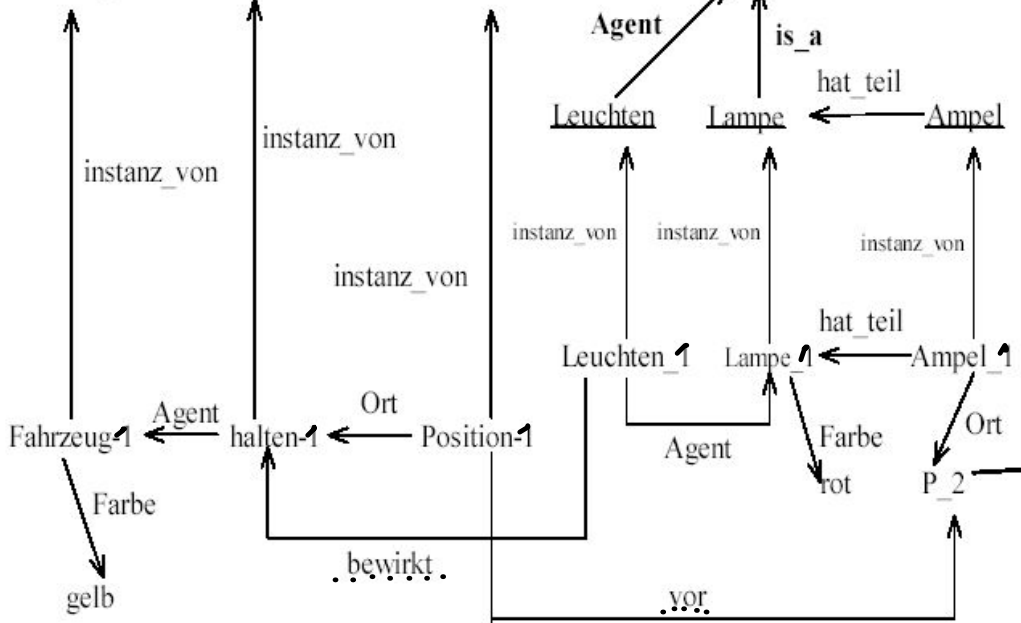 Agent
is_a
hat_teil
Leuchten Lampe Ampel
instanz_von
instanz_von
instanz_von instanz_von instanz_von
instanz_von
hat_teil
Leuchten_1 Lampe_1 Ampel_1
Agent Ort
Fahrzeug-1 halten-1 Position-1
Agent Farbe Ort
Farbe
rot P_2
bewirkt
gelb
vor